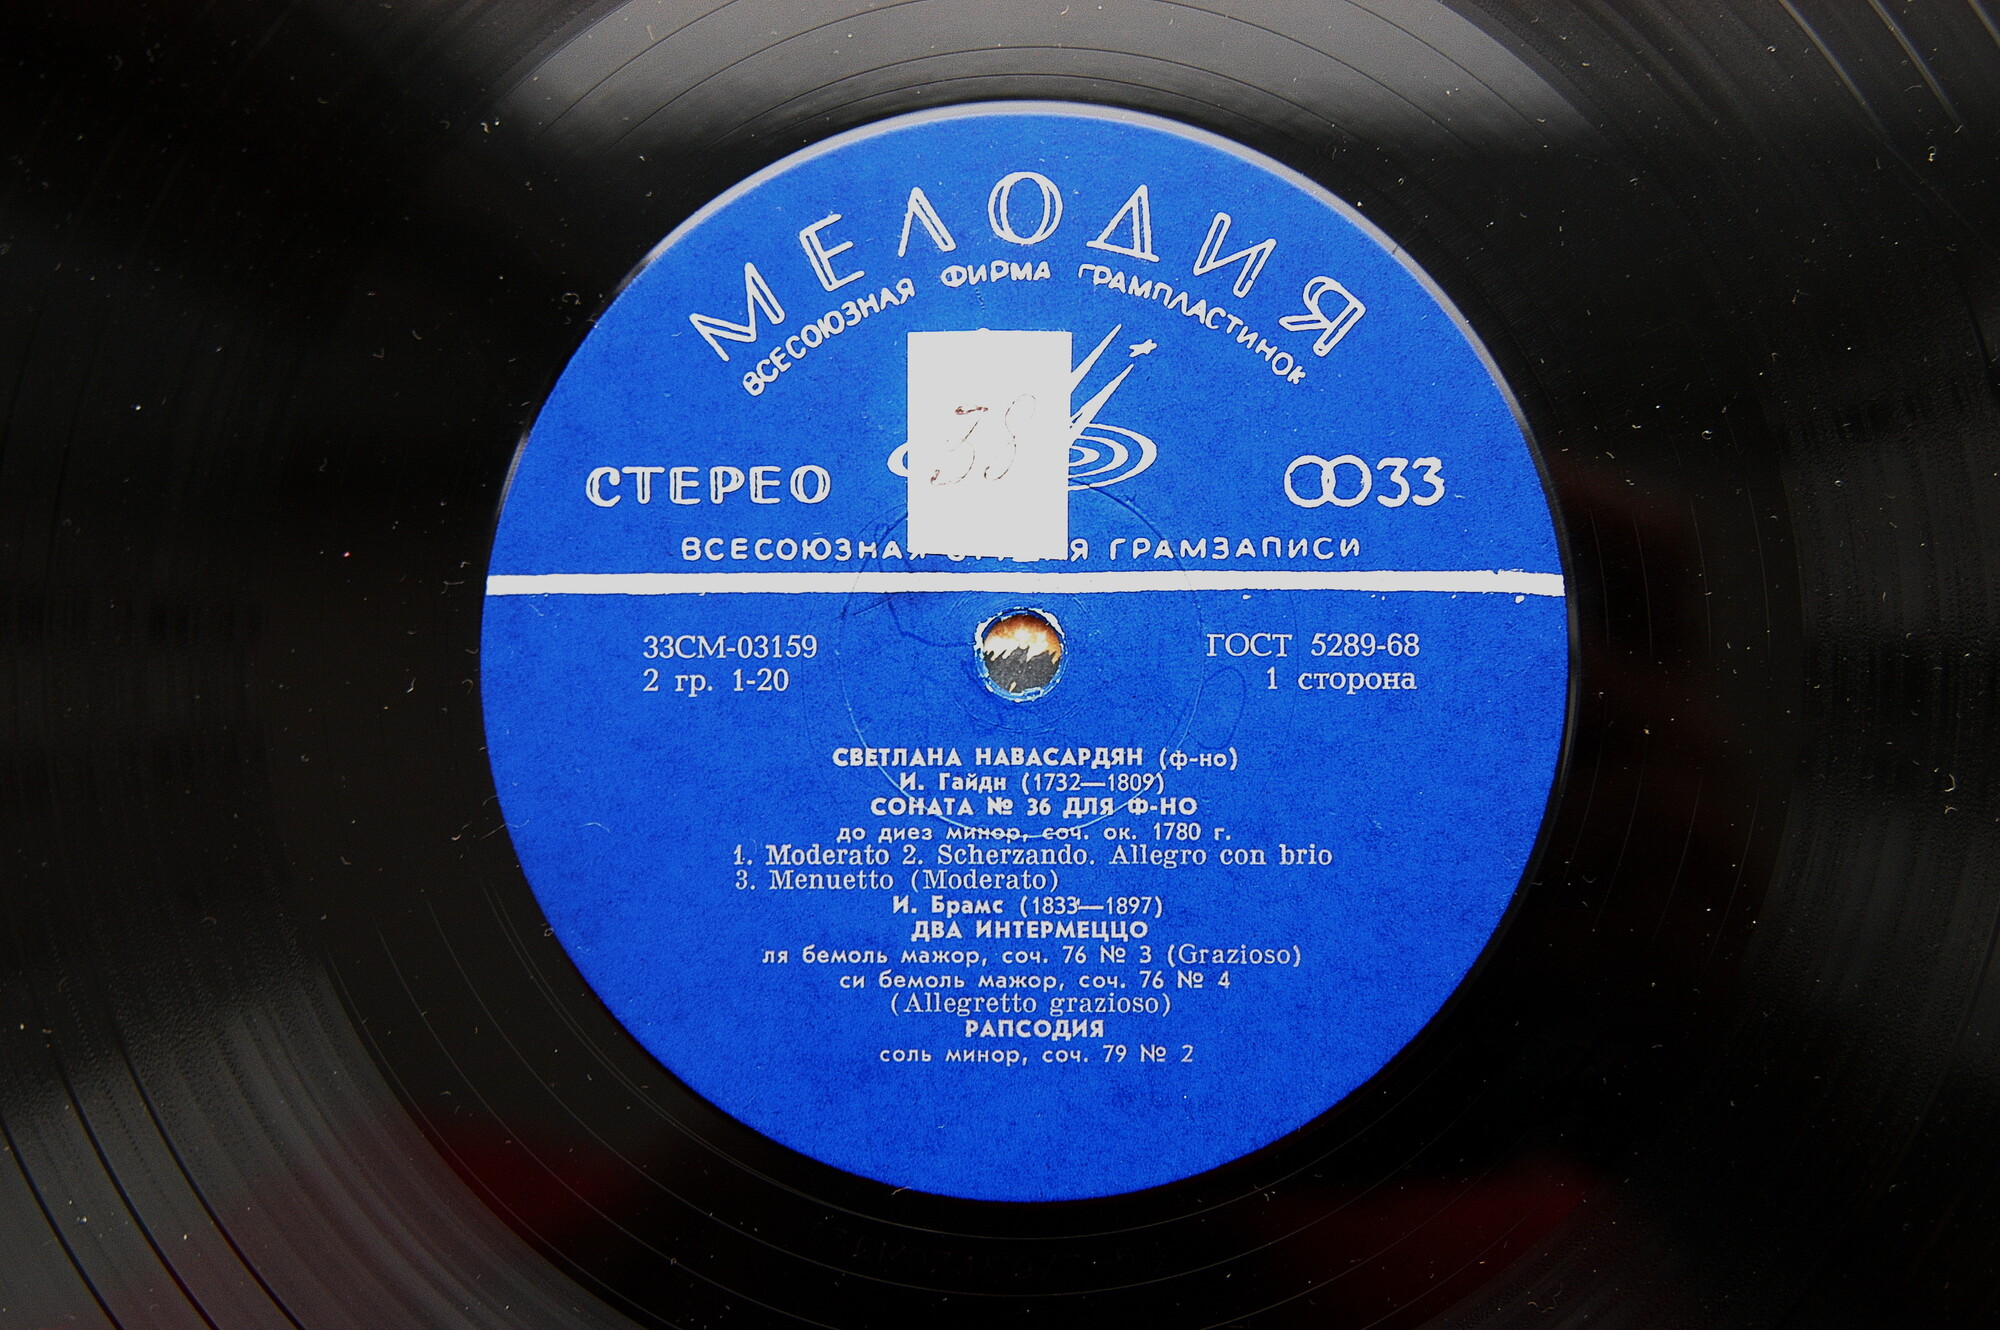 МЕЛОДИЯ
ВСЕСОЮЗНАЯ ФИРМА ГРАМПЛАСТИНОК
38
СТЕРЕО
33
ВСЕСОЮЗНАЯ ГРАМЗАПИСИ
33СМ-03159
ГОСТ 5289-68
2 гр. 1-20
1 сторона
СВЕТЛАНА НАВАСАРДЯН (ф-но)
И. Гайдн (1732—1809)
СОНАТА № 36 ДЛЯ Ф-НО
до диез минор, соч. ок. 1780 г.
1. Moderato 2. Scherzando. Allegro con brio
3. Menuetto (Moderato)
И. Брамс (1833—1897)
ДВА ИНТЕРМЕЦЦО
ля бемоль мажор, соч. 76 № 3 (Grazioso)
си бемоль мажор, соч. 76 № 4
(Allegretto grazioso)
РАПСОДИЯ
соль минор, соч. 79 № 2